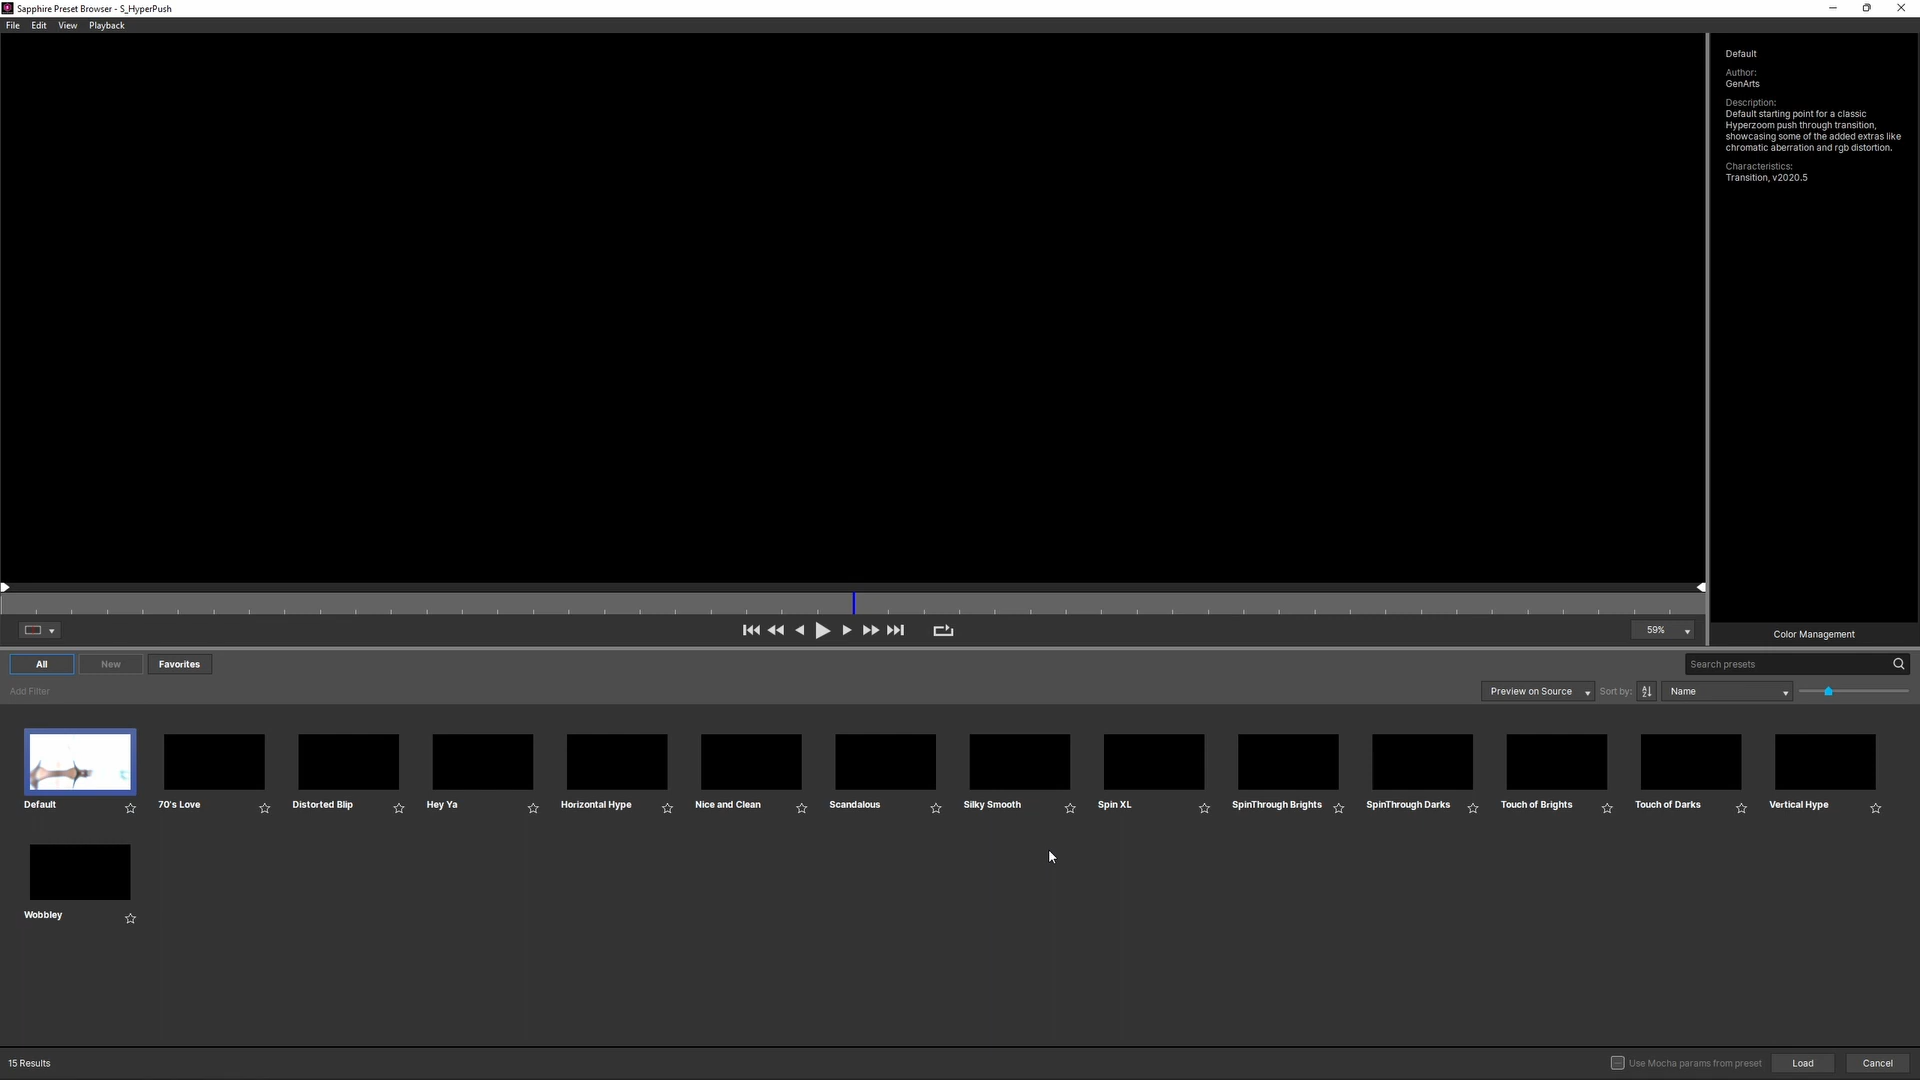 Sapphire Preset Browser - S_HyperPush
File Edit View Playback
Default
Author:
GenArts
Description:
Default starting point for a classic
Hyperzoom push through transition,
showcasing some of the added extras like
chromatic aberration and rgb distortion.
Characteristics:
Transition, v2020.5
59%
Color Management
All New Favorites
Search presets
Add Filter
Preview on Source
Sort by:
Name
Default
70's Love
Distorted Blip
Hey Ya
Horizontal Hype
Nice and Clean
Scandalous
Silky Smooth
Spin XL
SpinThrough Brights
SpinThrough Darks
Touch of Brights
Touch of Darks
Vertical Hype
Wobbley
15 Results
Use Mocha params from preset
Load
Cancel